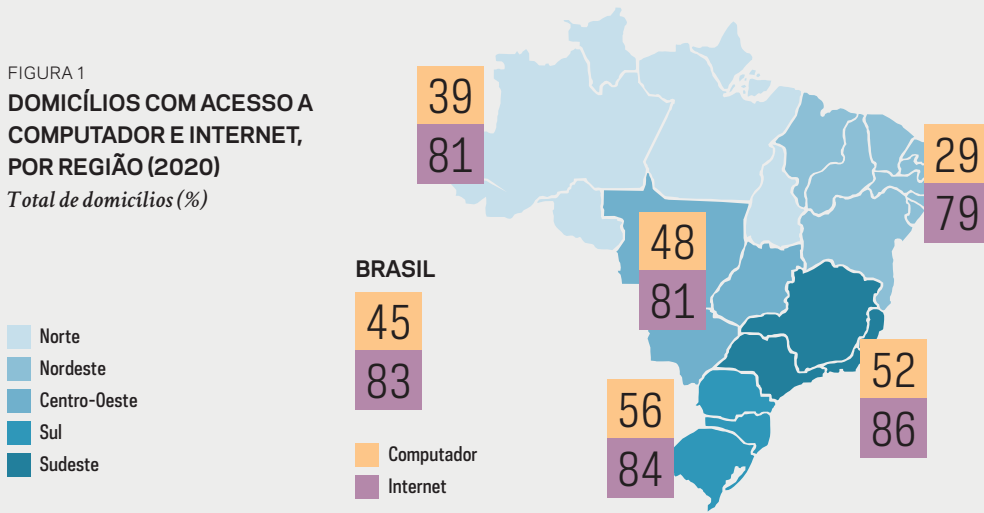 FIGURA 1
DOMICÍLIOS COM ACESSO A
COMPUTADOR E INTERNET,
POR REGIÃO (2020)
Total de domicílios (%)
39
81
29
79
48
81
BRASIL
45
83
52
86
56
84
Norte
Nordeste
Centro-Oeste
Sul
Sudeste
Computador
Internet